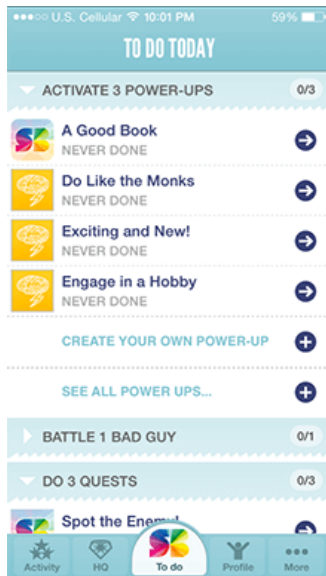 U.S. Cellular 10:01 PM 59%
TO DO TODAY
ACTIVATE 3 POWER-UPS 0/3
A Good Book
NEVER DONE
Do Like the Monks
NEVER DONE
Exciting and New!
NEVER DONE
Engage in a Hobby
NEVER DONE
CREATE YOUR OWN POWER-UP
SEE ALL POWER UPS...
BATTLE 1 BAD GUY 0/1
DO 3 QUESTS 0/3
Spot the Enemy!
Activity HQ To do Profile More